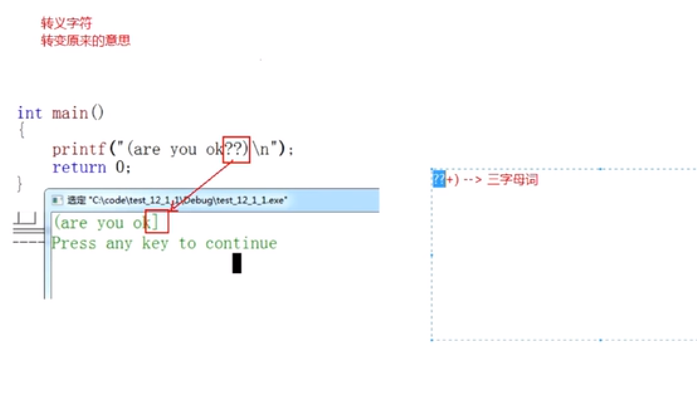 转义字符
转变原来的意思
int main()
{
printf("(are you ok??)\n");
return 0;
}
选定 "C:\code\test_12_1_1\Debug\test_12_1_1.exe"
(are you ok]
Press any key to continue
??+) --> 三字母词